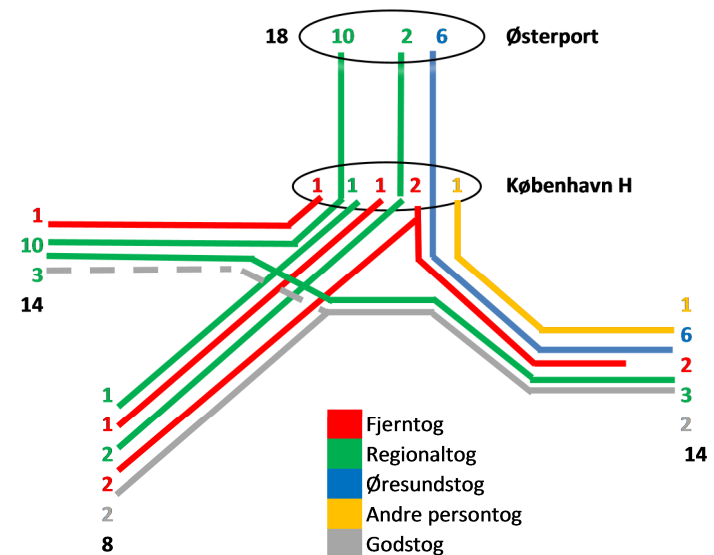 18 10 2 6 Østerport
1 1 1 2 1 København H
1
10
3
14
1
6
2
3
2
14
1
1
2
2
2
8
Fjerntog
Regionaltog
Øresundstog
Andre persontog
Godstog